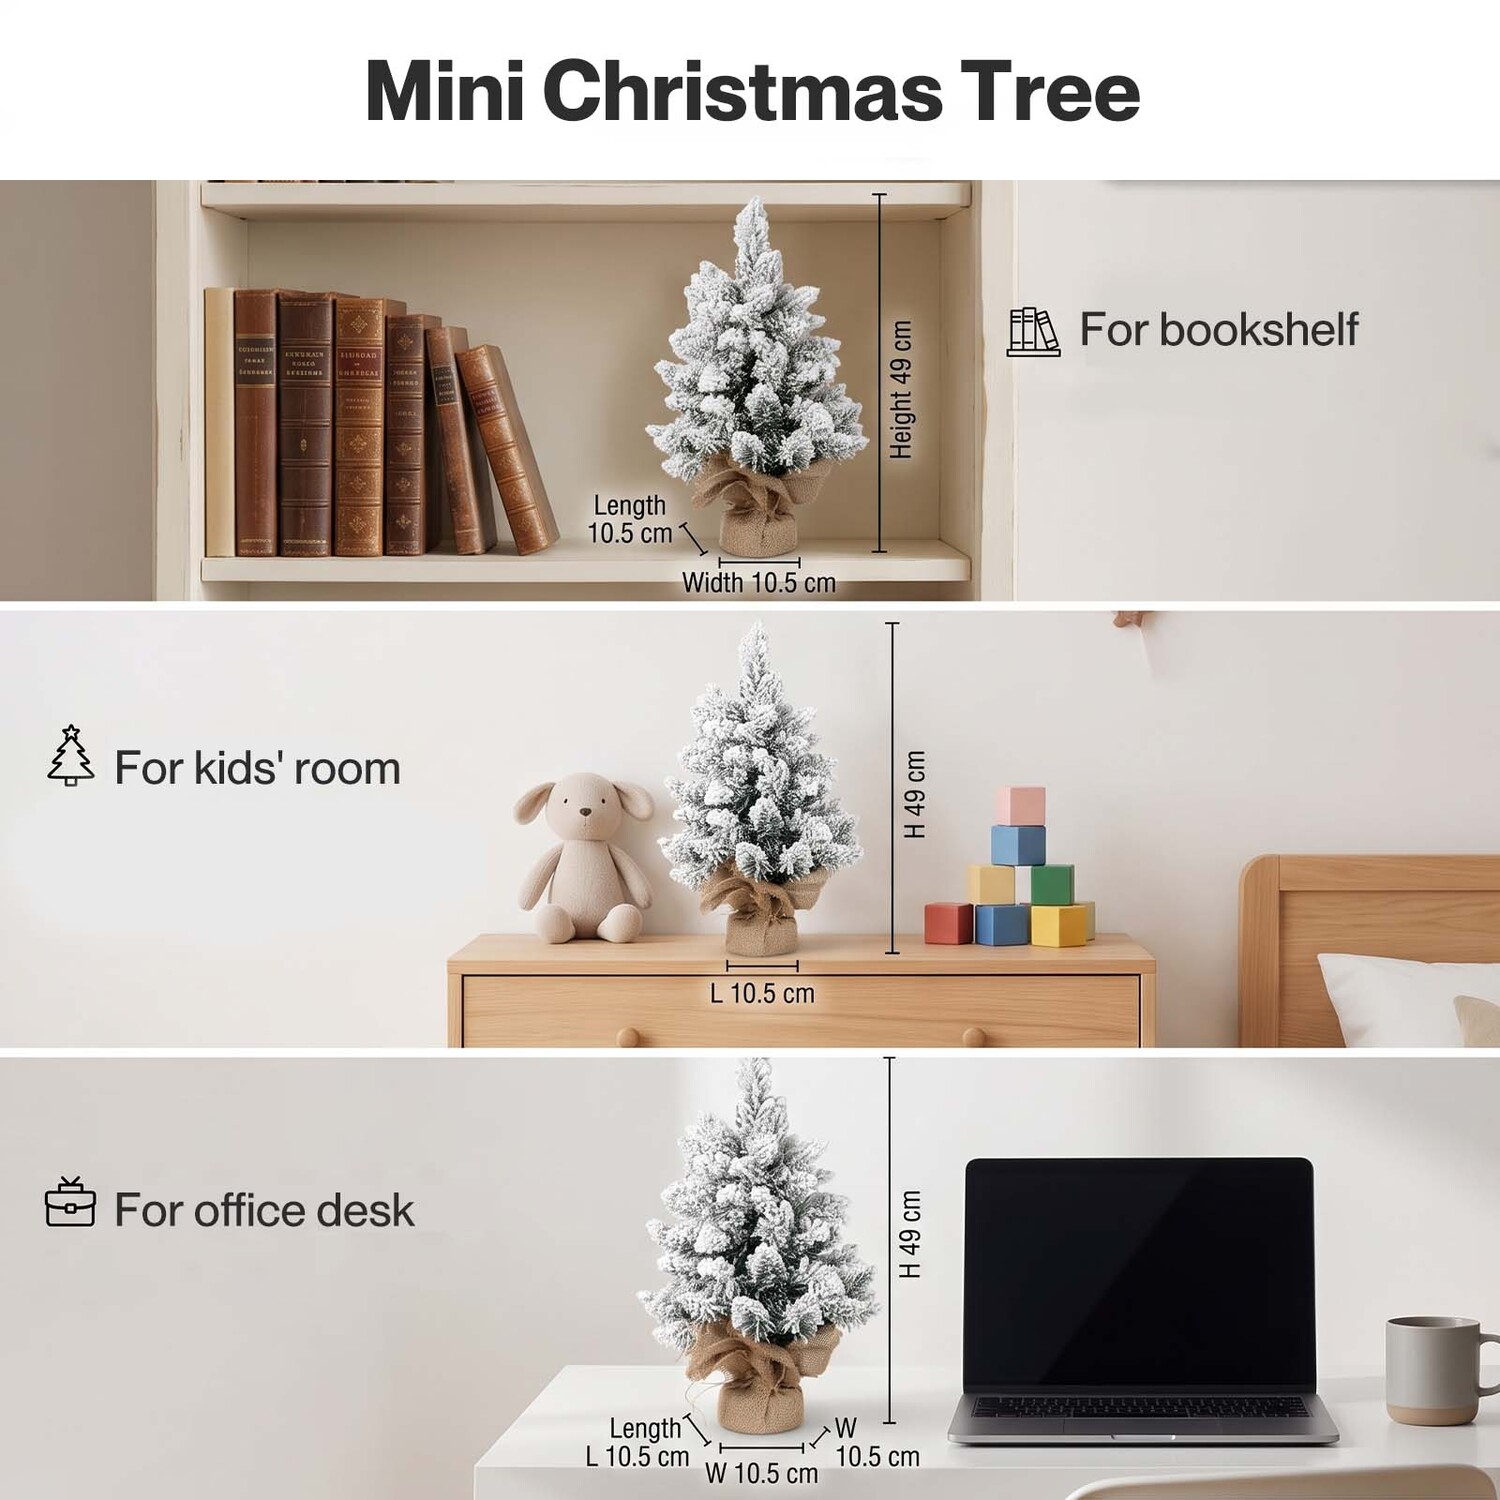 Mini Christmas Tree
For bookshelf
Height 49 cm
Length
10.5 cm
Width 10.5 cm
For kids' room
H 49 cm
L 10.5 cm
For office desk
H 49 cm
Length
L 10.5 cm
W 10.5 cm
W
10.5 cm